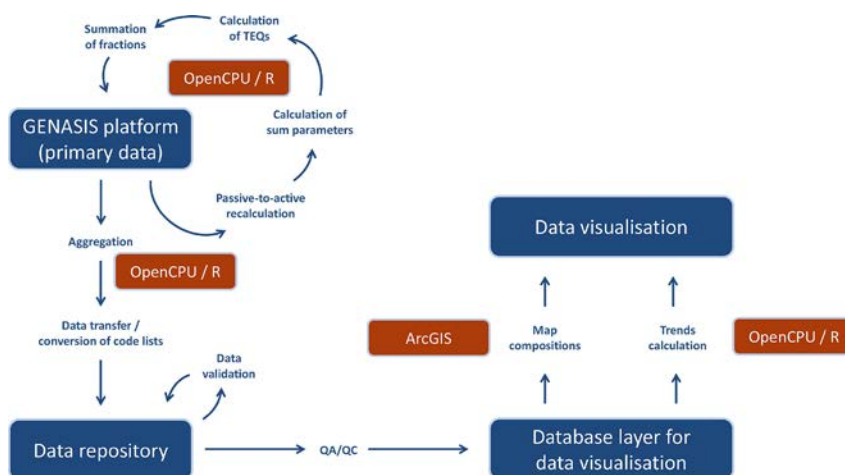 Calculation
of TEQs
Summation
of fractions
OpenCPU / R
GENASIS platform
(primary data)
Calculation of
sum parameters
Passive-to-active
recalculation
Aggregation
OpenCPU / R
Data transfer /
conversion of code lists
Data
validation
Data repository
QA/QC
Database layer for
data visualisation
ArcGIS
Map
compositions
Trends
calculation
OpenCPU / R
Data visualisation